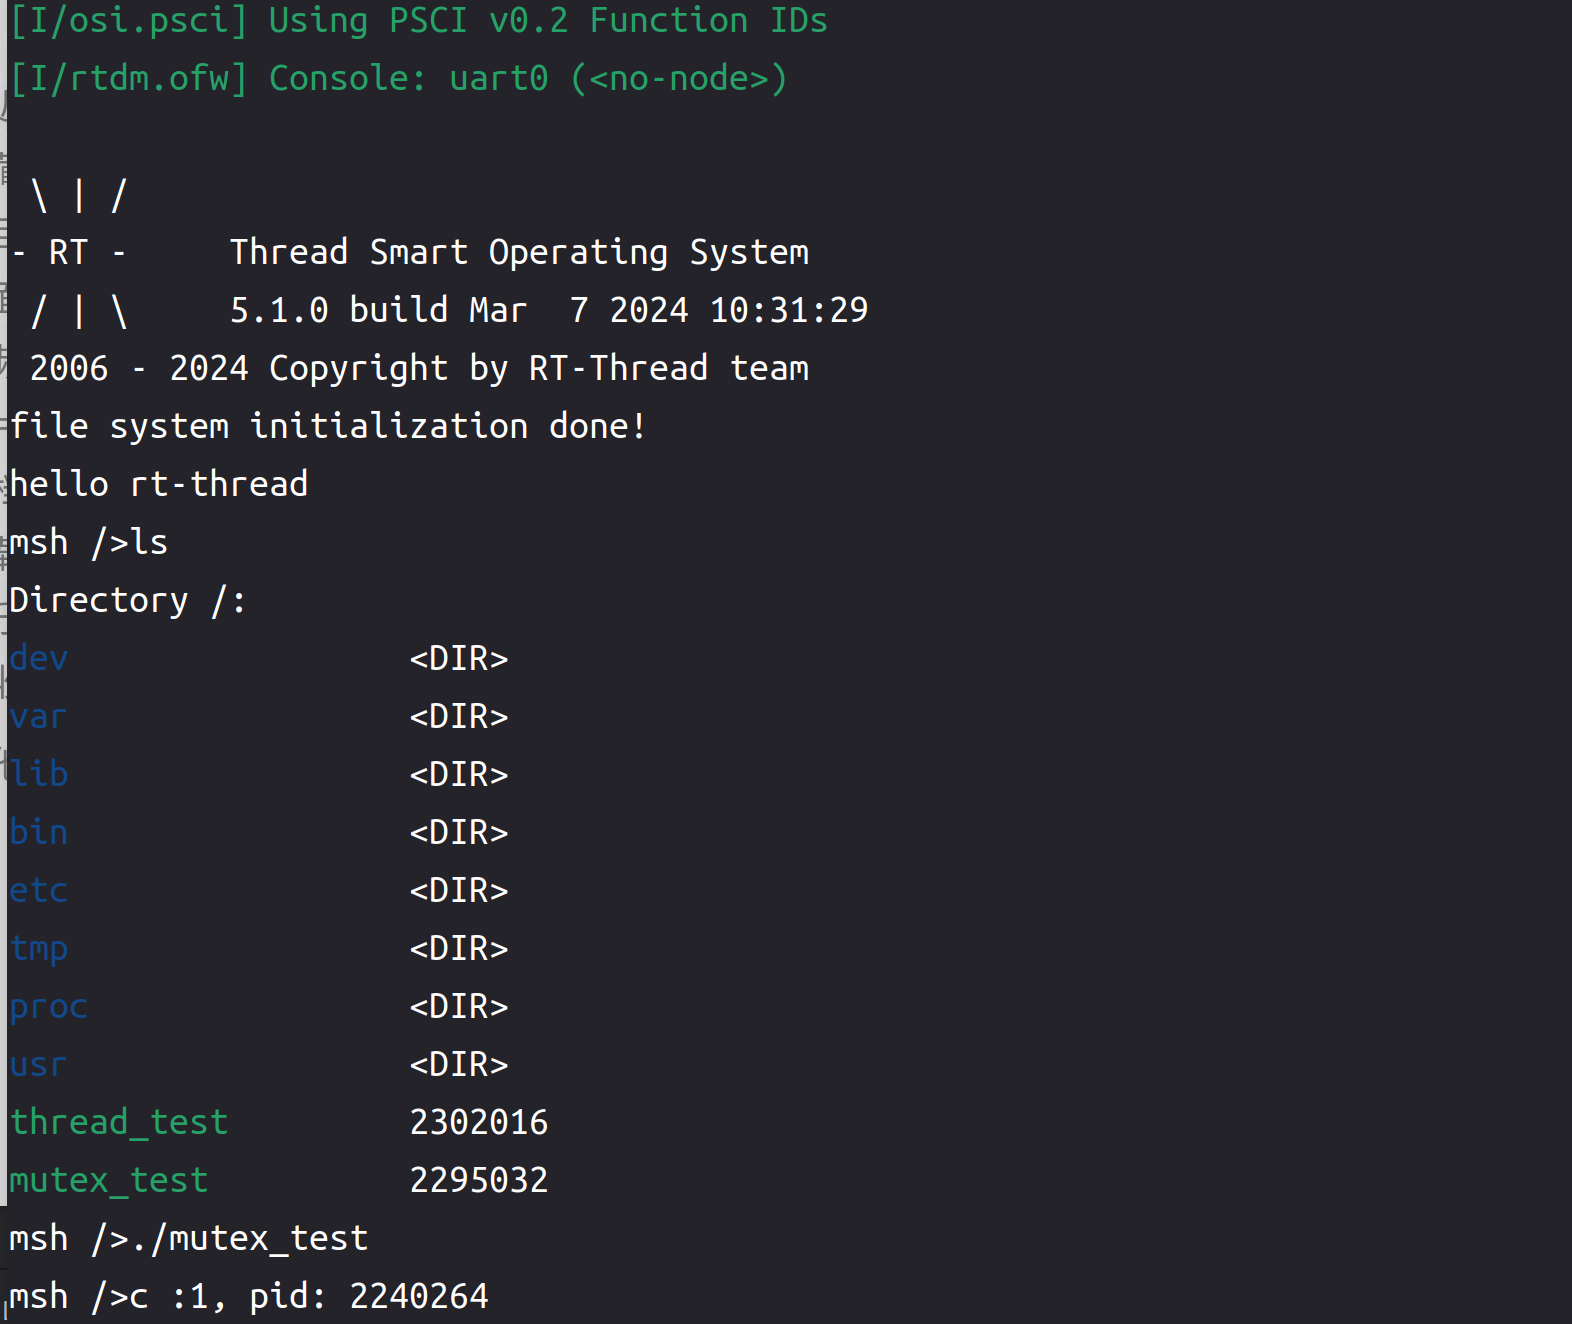 [I/osi.psci] Using PSCI v0.2 Function IDs
[I/rtdm.ofw] Console: uart0 (<no-node>)
 \ | /
- RT -     Thread Smart Operating System
 / | \     5.1.0 build Mar  7 2024 10:31:29
 2006 - 2024 Copyright by RT-Thread team
file system initialization done!
hello rt-thread
msh />ls
Directory /:
dev                 <DIR>
var                 <DIR>
lib                 <DIR>
bin                 <DIR>
etc                 <DIR>
tmp                 <DIR>
proc                <DIR>
usr                 <DIR>
thread_test         2302016
mutex_test          2295032
msh />./mutex_test
msh />c :1, pid: 2240264